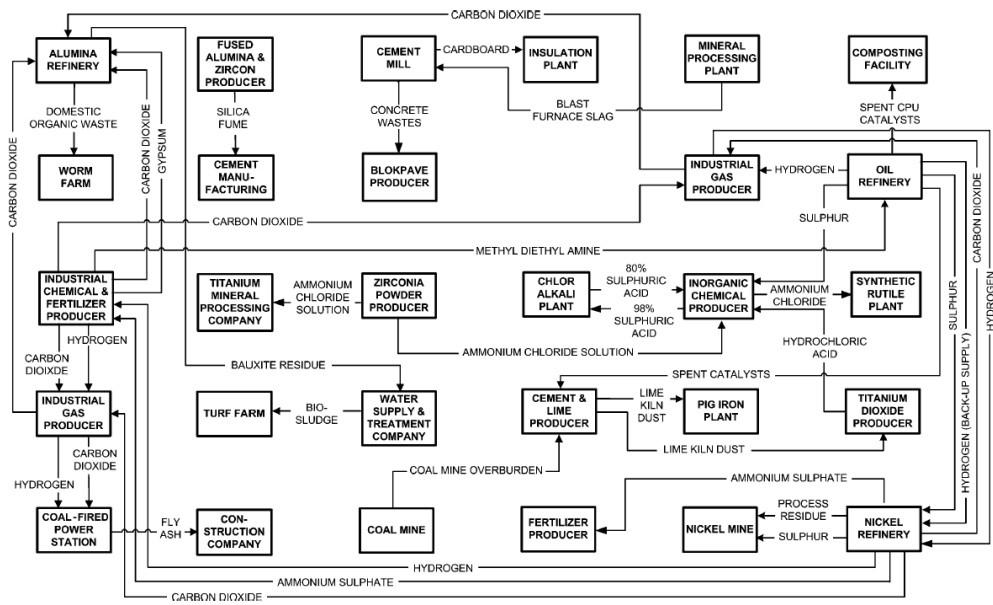 CARBON DIOXIDE
ALUMINA
REFINERY
FUSED
ALUMINA &
ZIRCON
PRODUCER
CEMENT
MILL
CARDBOARD
INSULATION
PLANT
MINERAL
PROCESSING
PLANT
COMPOSTING
FACILITY
DOMESTIC
ORGANIC WASTE
SILICA
FUME
CONCRETE
WASTES
BLAST
FURNACE SLAG
SPENT CPU
CATALYSTS
CARBON DIOXIDE
CARBON DIOXIDE
GYPSUM
WORM
FARM
CEMENT
MANU-
FACTURING
BLOKPAVE
PRODUCER
INDUSTRIAL
GAS
PRODUCER
HYDROGEN
OIL
REFINERY
CARBON DIOXIDE
SULPHUR
CARBON DIOXIDE
HYDROGEN
SULPHUR
HYDROGEN (BACK-UP SUPPLY)
METHYL DIETHYL AMINE
INDUSTRIAL
CHEMICAL &
FERTILIZER
PRODUCER
TITANIUM
MINERAL
PROCESSING
COMPANY
AMMONIUM
CHLORIDE
SOLUTION
ZIRCONIA
POWDER
PRODUCER
CHLOR
ALKALI
PLANT
80%
SULPHURIC
ACID
98%
SULPHURIC
ACID
INORGANIC
CHEMICAL
PRODUCER
AMMONIUM
CHLORIDE
SYNTHETIC
RUTILE
PLANT
HYDROGEN
CARBON
DIOIXDE
AMMONIUM CHLORIDE SOLUTION
HYDROCHLORIC
ACID
BAUXITE RESIDUE
SPENT CATALYSTS
INDUSTRIAL
GAS
PRODUCER
TURF FARM
BIO-
SLUDGE
WATER
SUPPLY &
TREATMENT
COMPANY
CEMENT &
LIME
PRODUCER
LIME
KILN
DUST
PIG IRON
PLANT
TITANIUM
DIOXIDE
PRODUCER
LIME KILN DUST
CARBON
DIOXIDE
HYDROGEN
COAL MINE OVERBURDEN
AMMONIUM SULPHATE
COAL-FIRED
POWER
STATION
FLY
ASH
CON-
STRUCTION
COMPANY
COAL MINE
FERTILIZER
PRODUCER
NICKEL MINE
PROCESS
RESIDUE
SULPHUR
NICKEL
REFINERY
HYDROGEN
AMMONIUM SULPHATE
CARBON DIOXIDE